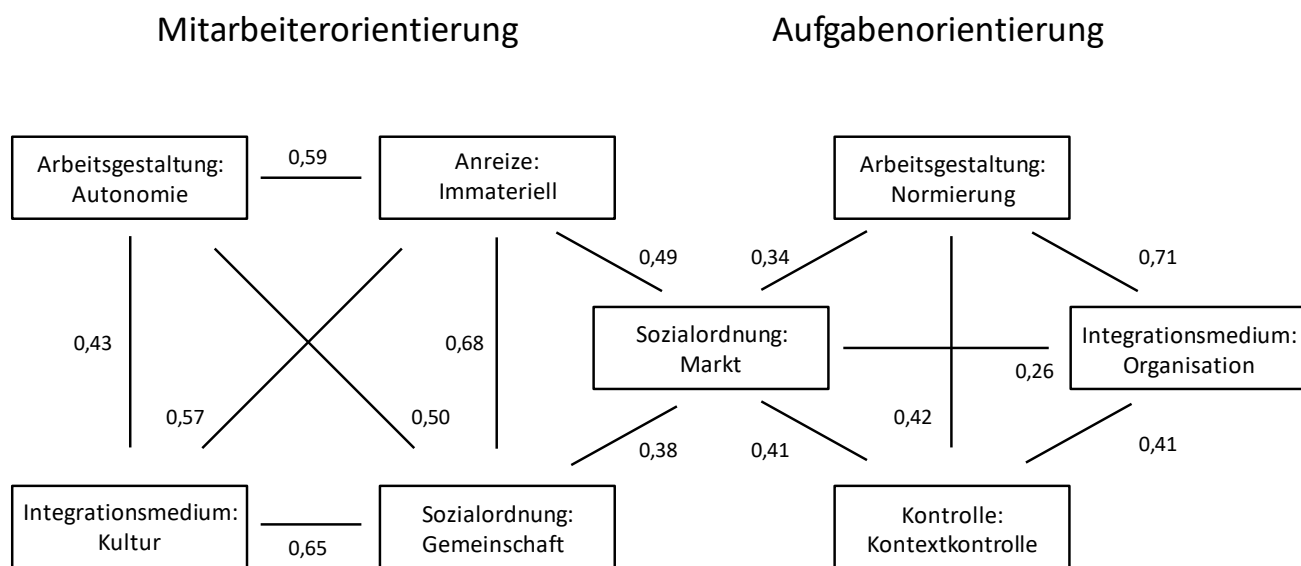 Mitarbeiterorientierung
Aufgabenorientierung
Arbeitsgestaltung:
Autonomie
0,59
Anreize:
Immateriell
Arbeitsgestaltung:
Normierung
0,49
0,34
0,71
0,43
0,68
Sozialordnung:
Markt
Integrationsmedium:
Organisation
0,26
0,57
0,50
0,42
0,38
0,41
0,41
Integrationsmedium:
Kultur
0,65
Sozialordnung:
Gemeinschaft
Kontrolle:
Kontextkontrolle